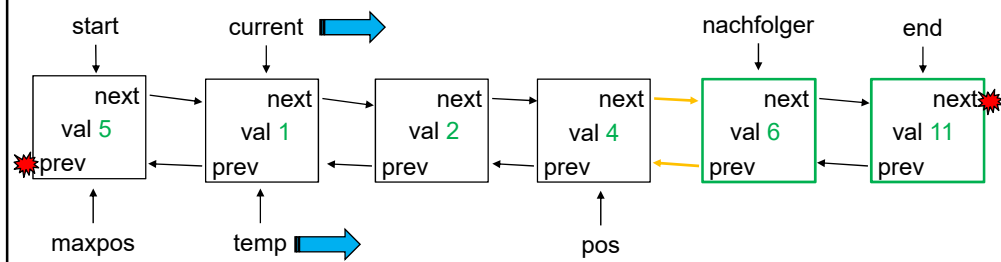 start current nachfolger end
next next next next next next
val 5 val 1 val 2 val 4 val 6 val 11
prev prev prev prev prev prev
maxpos temp pos